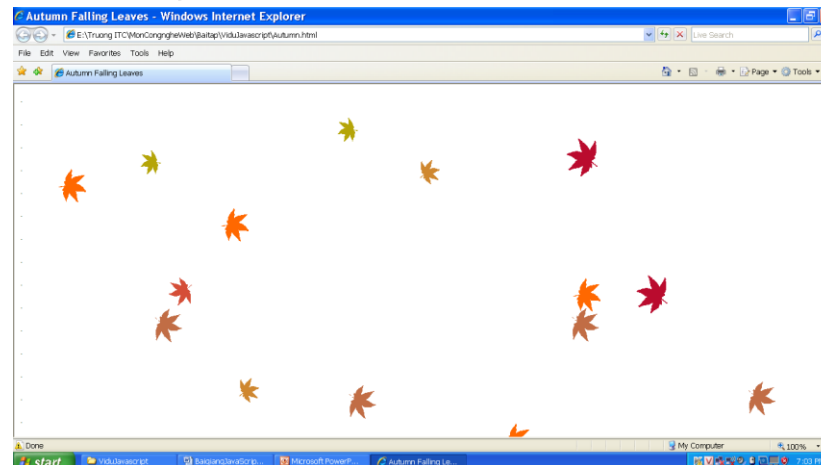 Autumn Falling Leaves - Windows Internet Explorer
E:\Truong ITC\MonCongngheWeb\Baitap\ViduJavascript\Autumn.html
Live Search
File Edit View Favorites Tools Help
Autumn Falling Leaves
Page Tools
Done
My Computer
100%
start
ViduJavascript
BaigiangJavaScrip...
Microsoft PowerP...
Autumn Falling Le...
7:03 PM